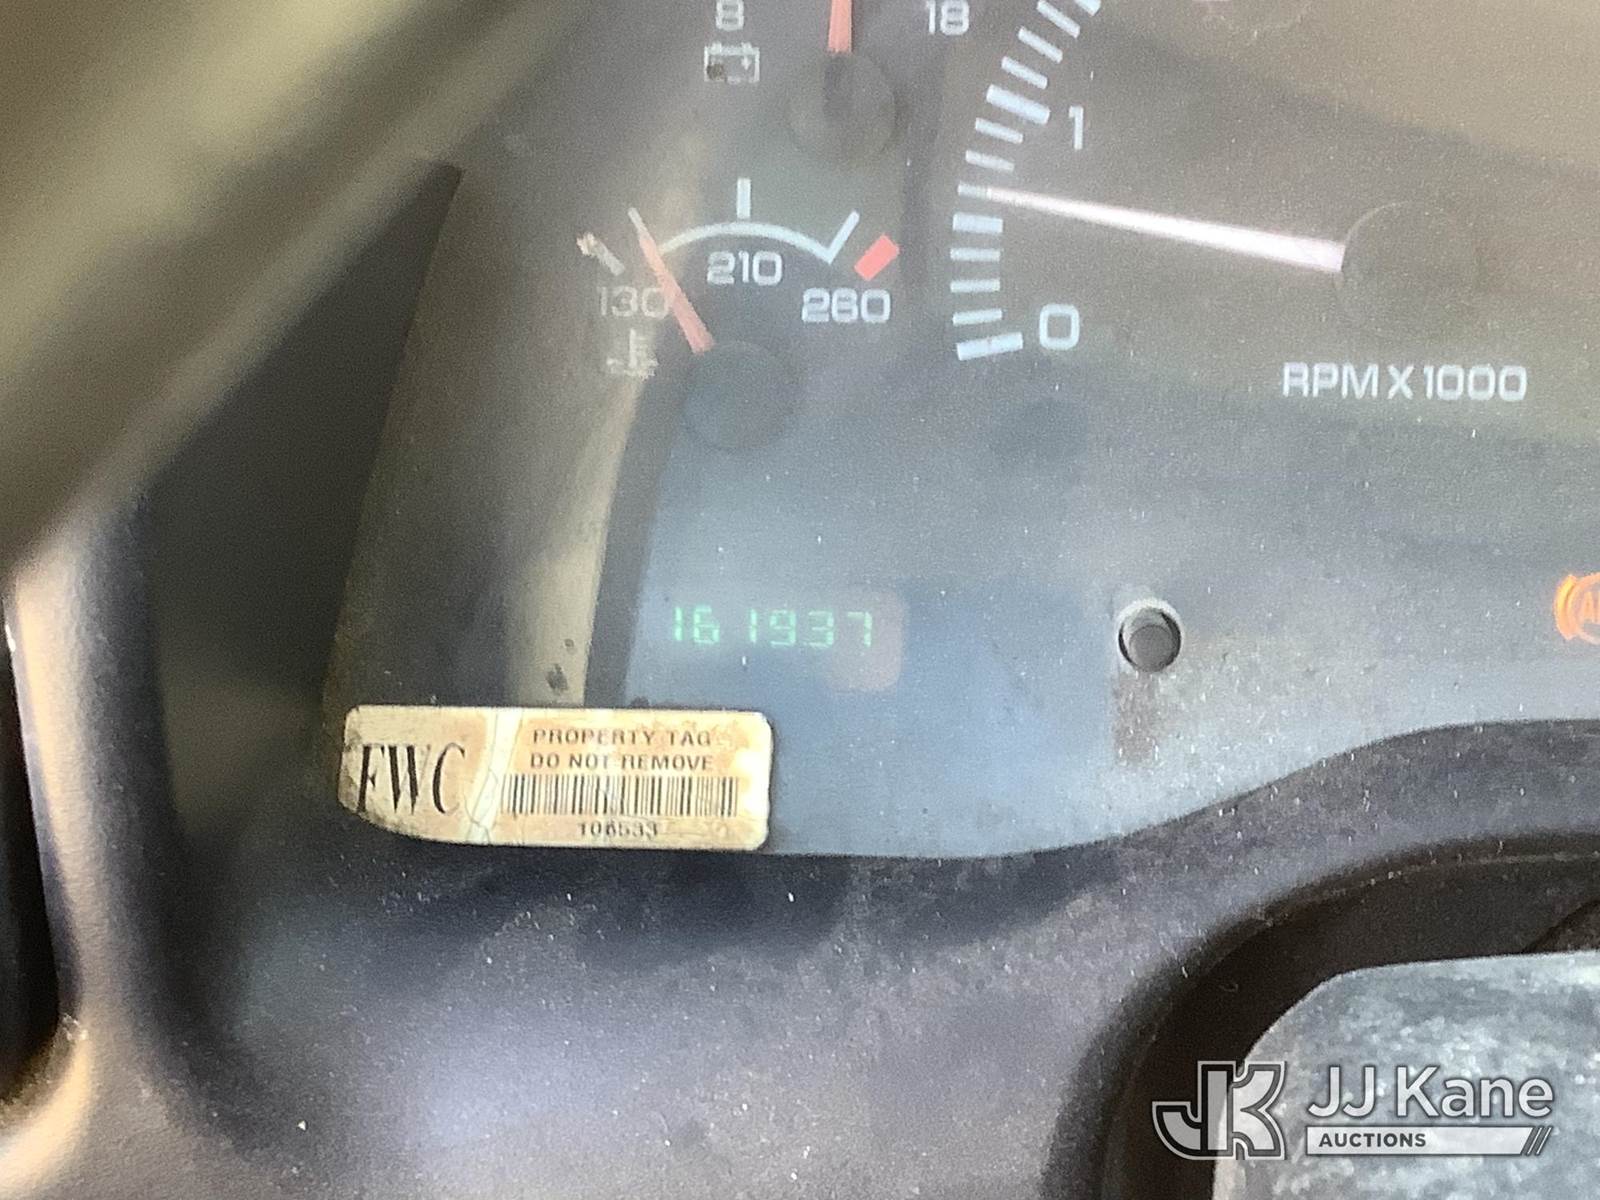 8
18
1
130
210
260
0
RPM X 1000
161937
FWC
PROPERTY TAG
DO NOT REMOVE
106533
JK
JJ Kane
AUCTIONS